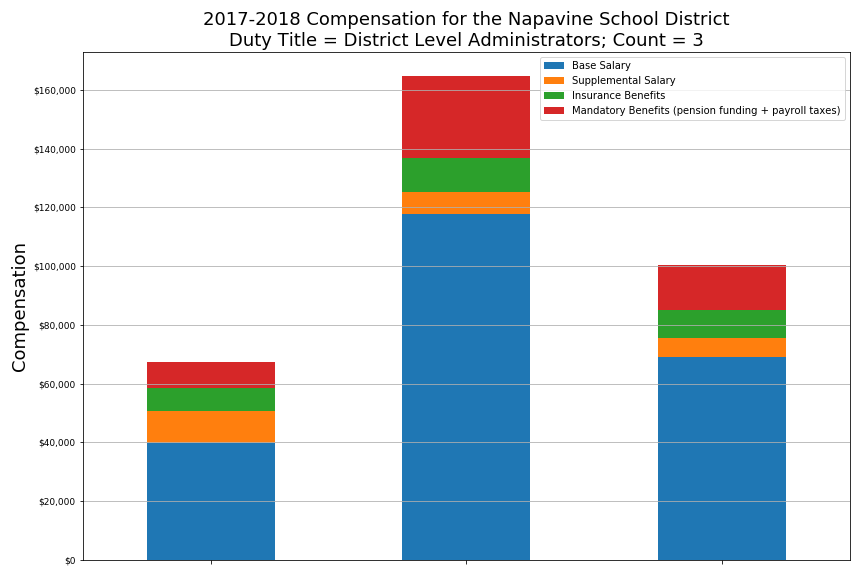 2017-2018 Compensation for the Napavine School District
Duty Title = District Level Administrators; Count = 3
Base Salary
Supplemental Salary
Insurance Benefits
Mandatory Benefits (pension funding + payroll taxes)
Compensation
$160,000
$140,000
$120,000
$100,000
$80,000
$60,000
$40,000
$20,000
$0